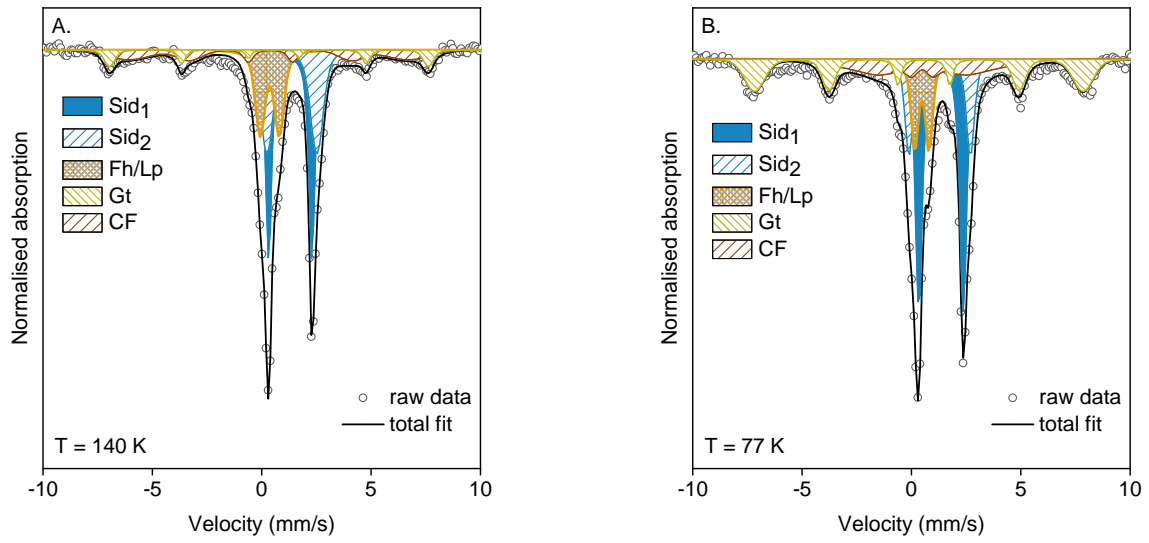 A.
Normalised absorption
Sid1
Sid2
Fh/Lp
Gt
CF
raw data
total fit
T = 140 K
-10 -5 0 5 10
Velocity (mm/s)
B.
Normalised absorption
Sid1
Sid2
Fh/Lp
Gt
CF
raw data
total fit
T = 77 K
-10 -5 0 5 10
Velocity (mm/s)